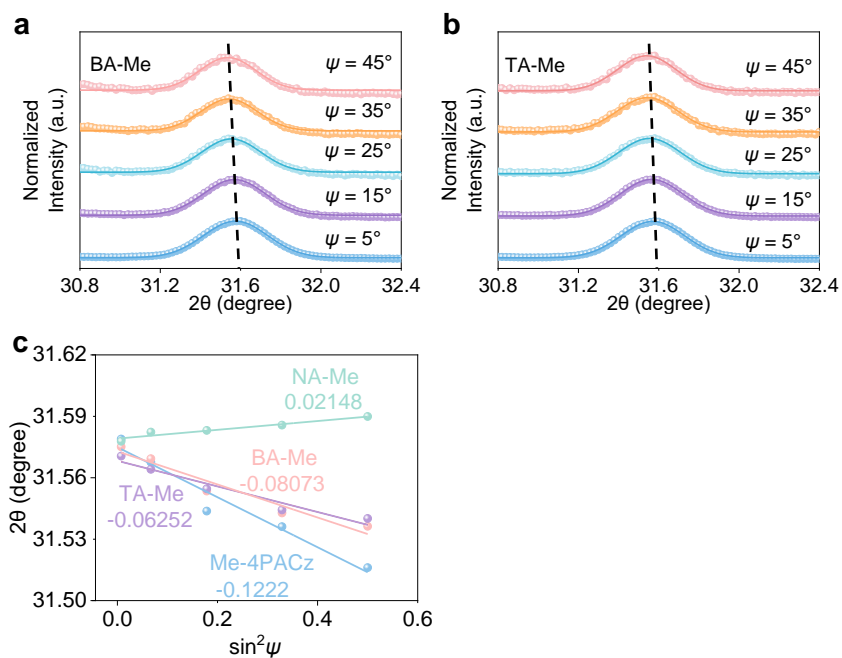 a
BA-Me
ψ = 45°
ψ = 35°
ψ = 25°
ψ = 15°
ψ = 5°
Normalized
Intensity (a.u.)
30.8 31.2 31.6 32.0 32.4
2θ (degree)
b
TA-Me
ψ = 45°
ψ = 35°
ψ = 25°
ψ = 15°
ψ = 5°
Normalized
Intensity (a.u.)
30.8 31.2 31.6 32.0 32.4
2θ (degree)
c
31.62
31.59
31.56
31.53
31.50
2θ (degree)
NA-Me
0.02148
BA-Me
-0.08073
TA-Me
-0.06252
Me-4PACz
-0.1222
0.0 0.2 0.4 0.6
sin²ψ